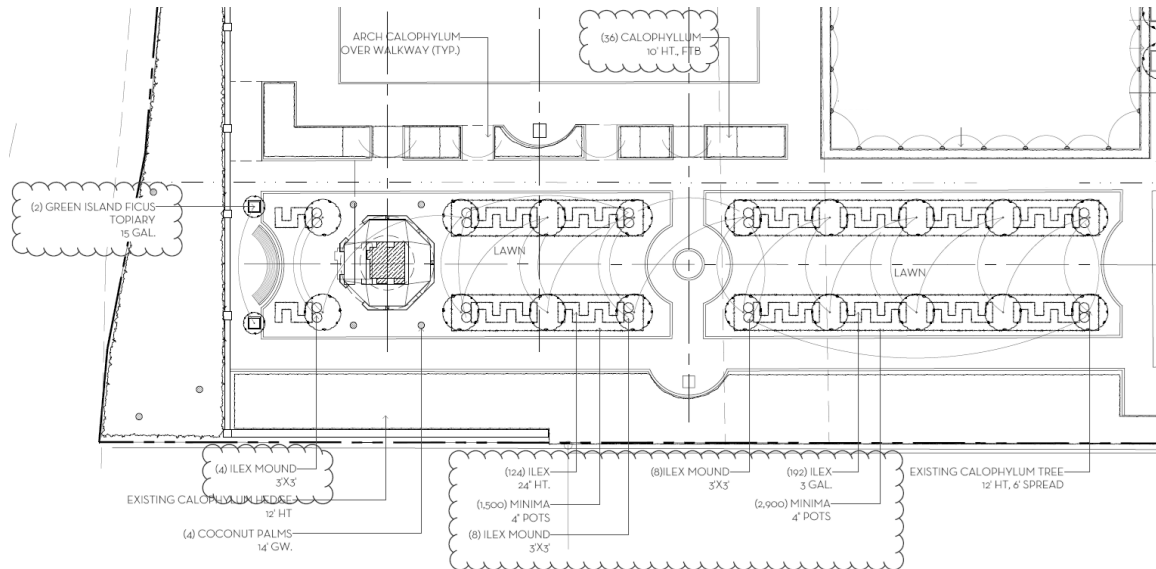 ARCH CALOPHYLUM
OVER WALKWAY (TYP.)
(36) CALOPHYLLUM
10' HT., FTB
(2) GREEN ISLAND FICUS
TOPIARY
15 GAL.
LAWN
LAWN
(4) ILEX MOUND
3'X3'
EXISTING CALOPHYLUM HEDGE
12' HT
(4) COCONUT PALMS
14' GW.
(124) ILEX
24" HT.
(1,500) MINIMA
4" POTS
(8) ILEX MOUND
3'X3'
(8)ILEX MOUND
3'X3'
(192) ILEX
3 GAL.
(2,900) MINIMA
4" POTS
EXISTING CALOPHYLUM TREE
12' HT, 6' SPREAD